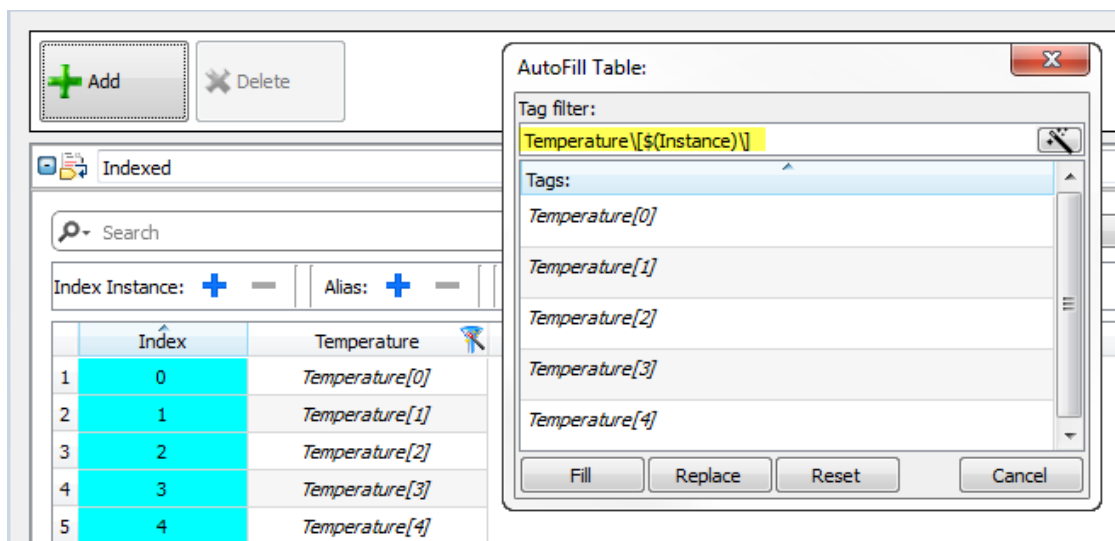 Add
Delete
AutoFill Table:
Tag filter:
Temperature\[$(Instance)\]
Tags:
Temperature[0]
Temperature[1]
Temperature[2]
Temperature[3]
Temperature[4]
Fill Replace Reset Cancel
Indexed
Search
Index Instance: Alias:
Index Temperature
1 0 Temperature[0]
2 1 Temperature[1]
3 2 Temperature[2]
4 3 Temperature[3]
5 4 Temperature[4]